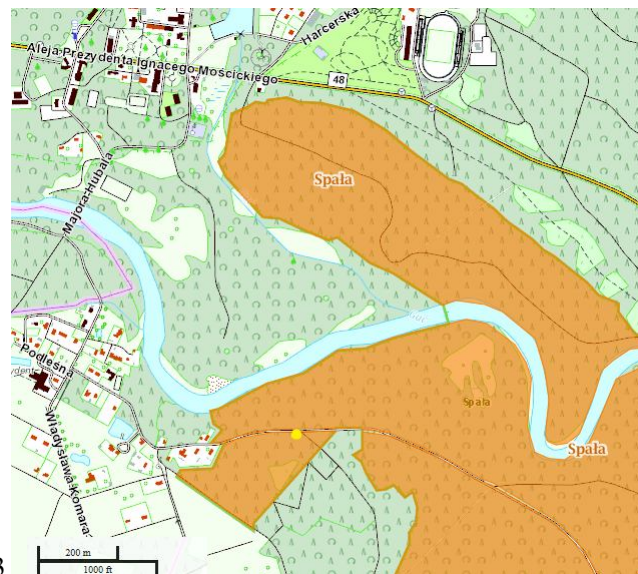 Aleja Prezydenta Ignacego Mościckiego
Harcerska
48
Spała
Majora Hubala
Spała
Spała
Podleśna
Władysława Komara
200 m
1000 ft